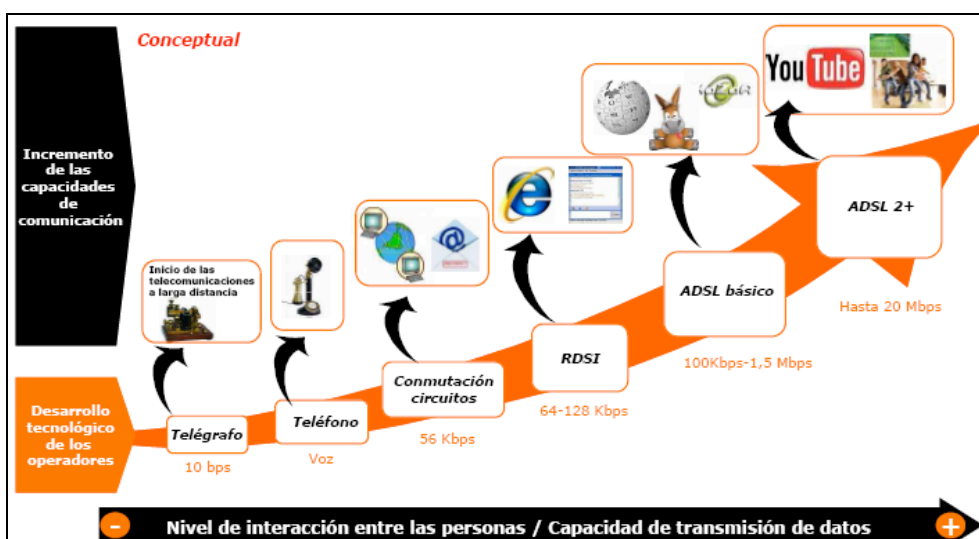 Conceptual
Incremento
de las
capacidades
de
comunicación
Inicio de las
telecomunicaciones
a larga distancia
You Tube
Desarrollo
tecnológico
de los
operadores
Telégrafo
10 bps
Teléfono
Voz
Conmutación
circuitos
56 Kbps
RDSI
64-128 Kbps
ADSL básico
100Kbps-1,5 Mbps
ADSL 2+
Hasta 20 Mbps
- Nivel de interacción entre las personas / Capacidad de transmisión de datos +